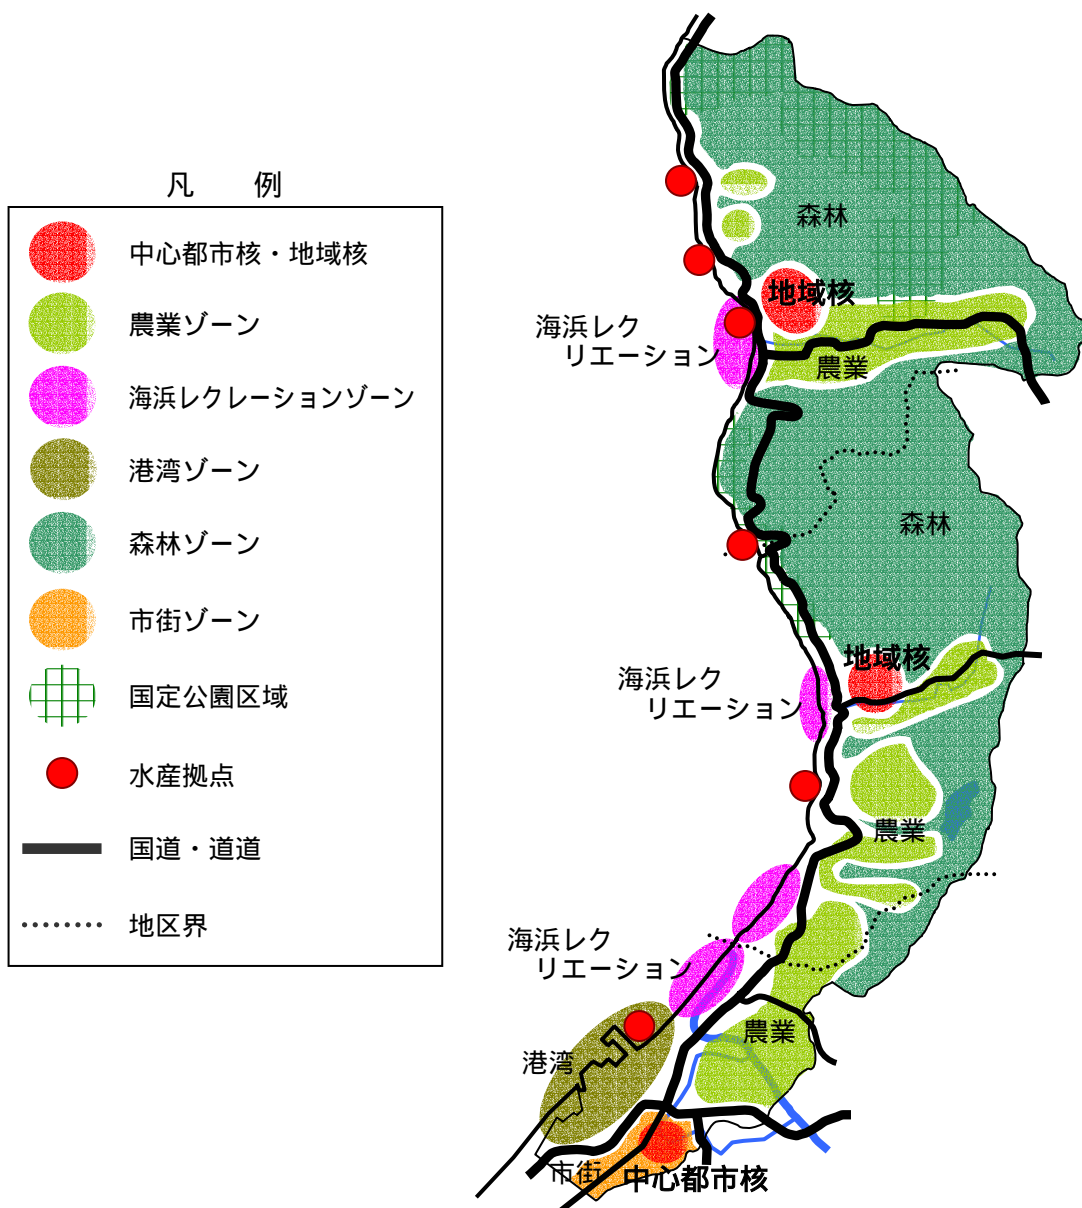 凡 例
中心都市核・地域核
農業ゾーン
海浜レクレーションゾーン
港湾ゾーン
森林ゾーン
市街ゾーン
国定公園区域
水産拠点
国道・道道
地区界
森林
地域核
海浜レク
リエーション
農業
森林
地域核
海浜レク
リエーション
農業
海浜レク
リエーション
農業
港湾
市街
中心都市核